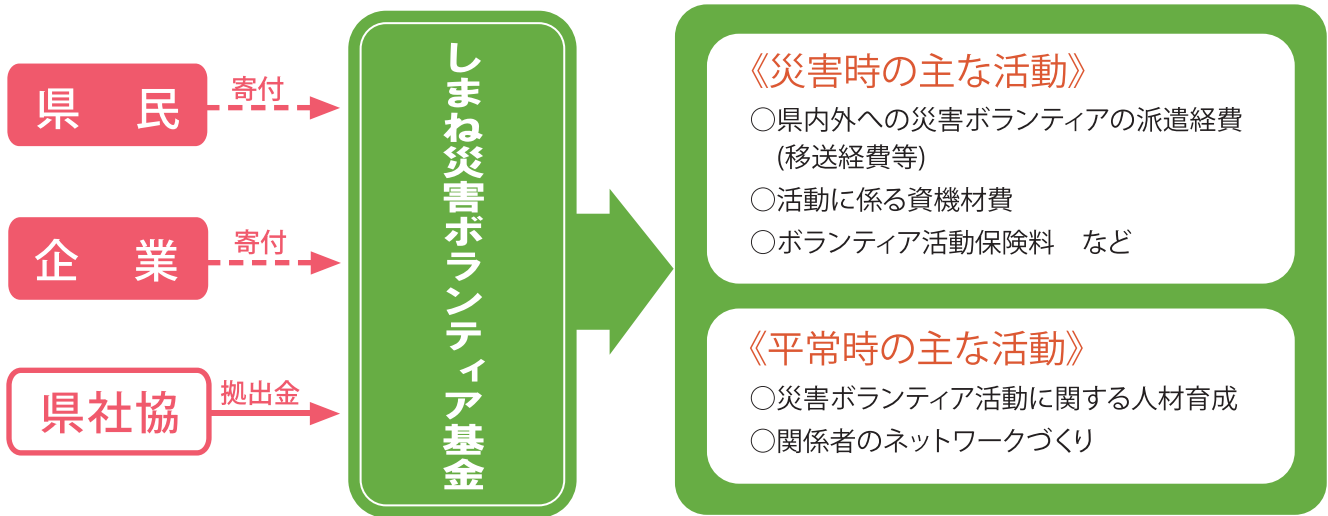 県　民
寄付
企　業
寄付
県社協
拠出金
しまね災害ボランティア基金
《災害時の主な活動》
○県内外への災害ボランティアの派遣経費
(移送経費等)
○活動に係る資機材費
○ボランティア活動保険料　など
《平常時の主な活動》
○災害ボランティア活動に関する人材育成
○関係者のネットワークづくり